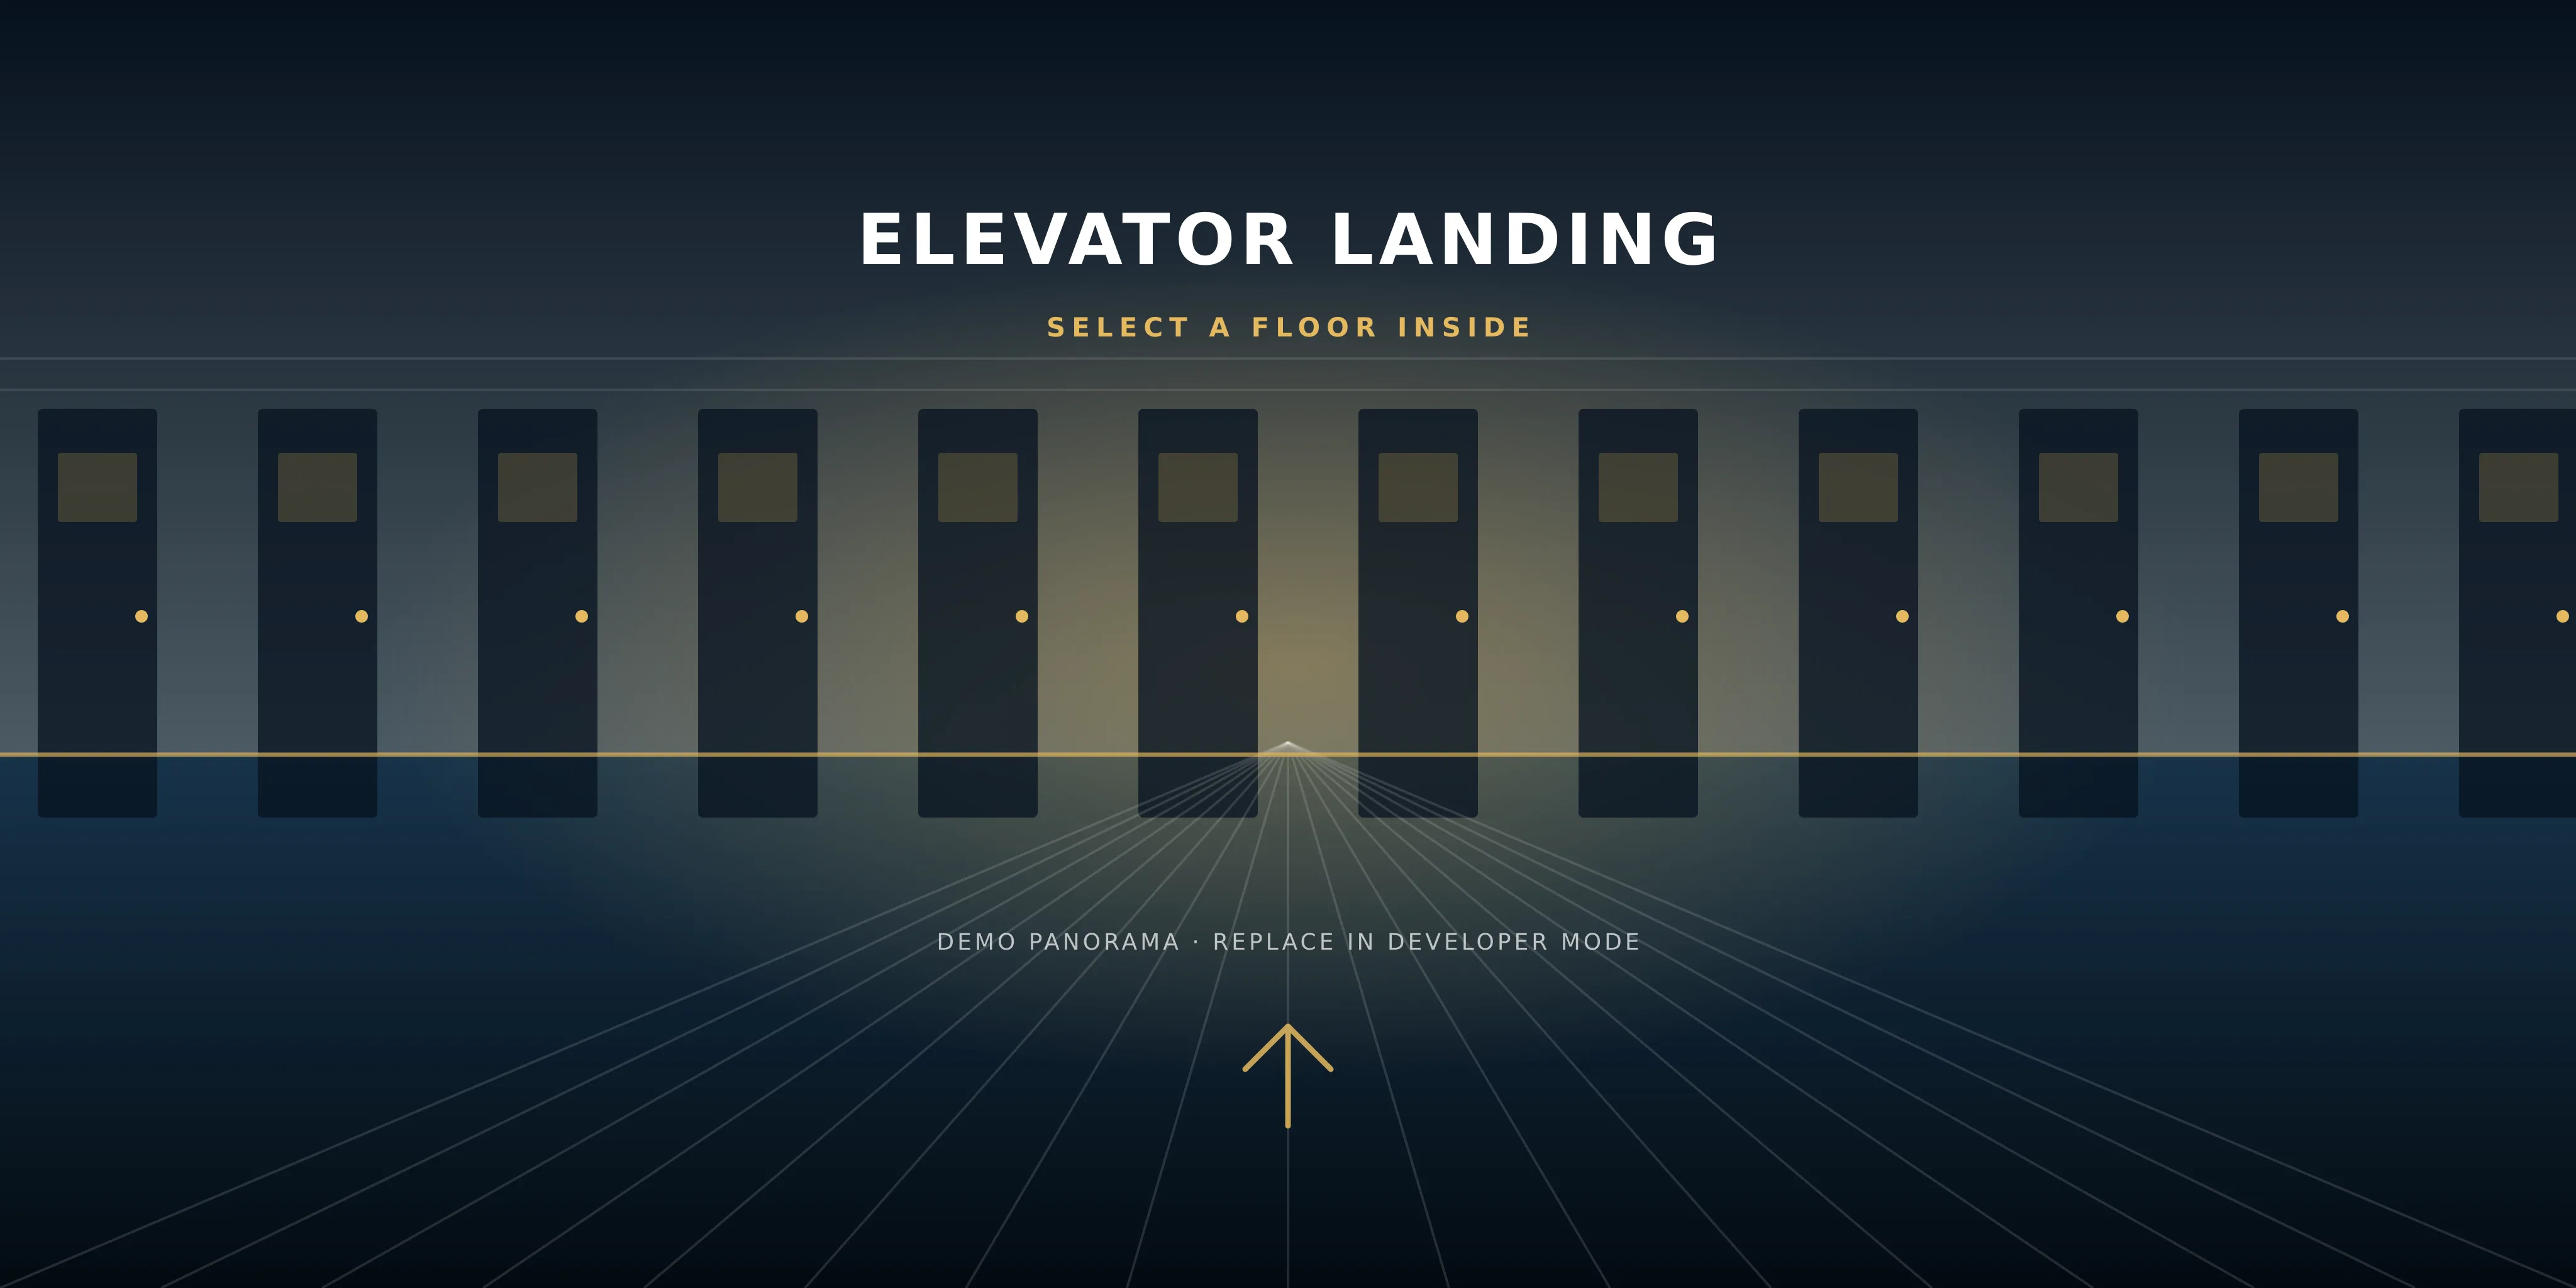 ELEVATOR LANDING
SELECT A FLOOR INSIDE
DEMO PANORAMA · REPLACE IN DEVELOPER MODE